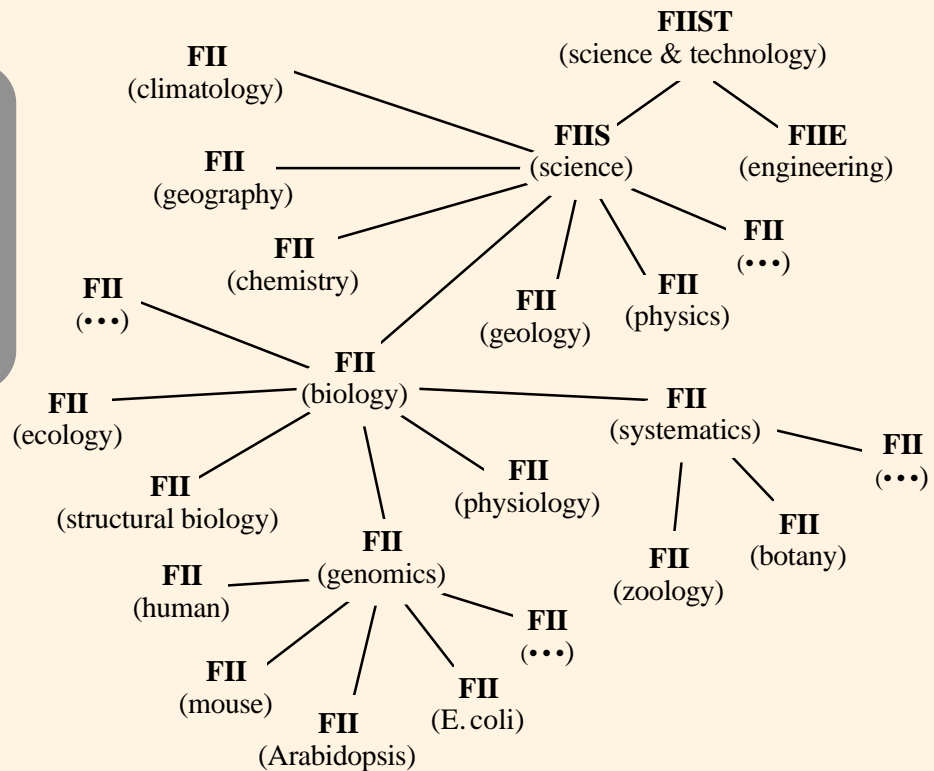 FIIST
(science & technology)
FII
(climatology)
FIIS
(science)
FIIE
(engineering)
FII
(geography)
FII
(•••)
FII
(chemistry)
FII
(geology)
FII
(physics)
FII
(•••)
FII
(biology)
FII
(ecology)
FII
(systematics)
FII
(•••)
FII
(structural biology)
FII
(physiology)
FII
(botany)
FII
(genomics)
FII
(zoology)
FII
(human)
FII
(•••)
FII
(mouse)
FII
(E. coli)
FII
(Arabidopsis)